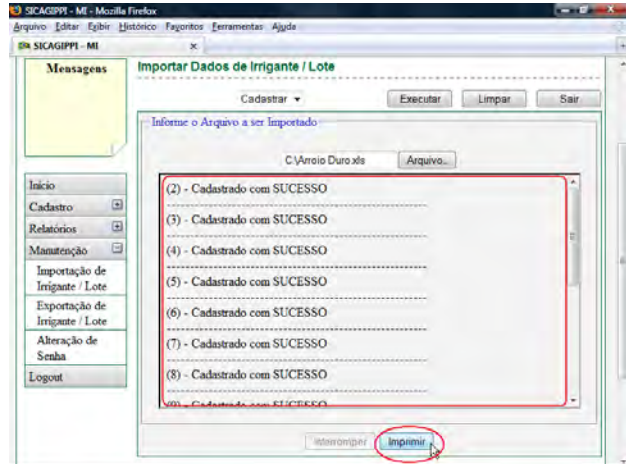 SICAGIPPI - MI - Mozilla Firefox
Arquivo Editar Exibir Histórico Favoritos Ferramentas Ajuda
SICAGIPPI - MI
Mensagens
Importar Dados de Irrigante / Lote
Cadastrar
Executar
Limpar
Sair
Informe o Arquivo a ser Importado
C:\Arroio Duro.xls
Arquivo...
Início
Cadastro
Relatórios
Manutenção
Importação de
Irrigante / Lote
Exportação de
Irrigante / Lote
Alteração de
Senha
Logout
(2) - Cadastrado com SUCESSO
(3) - Cadastrado com SUCESSO
(4) - Cadastrado com SUCESSO
(5) - Cadastrado com SUCESSO
(6) - Cadastrado com SUCESSO
(7) - Cadastrado com SUCESSO
(8) - Cadastrado com SUCESSO
(9) - Cadastrado com SUCESSO
Interromper
Imprimir